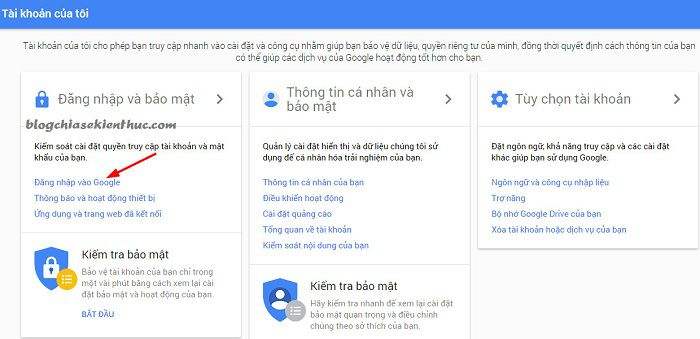 Tài khoản của tôi
Tài khoản của tôi cho phép bạn truy cập nhanh vào cài đặt và công cụ nhằm giúp bạn bảo vệ dữ liệu, quyền riêng tư của mình, đồng thời quyết định cách thông tin của bạn
có thể giúp các dịch vụ của Google hoạt động tốt hơn cho bạn.
Đăng nhập và bảo mật
blogchiasekienthuc.com
Kiểm soát cài đặt quyền truy cập tài khoản và mật
khẩu của bạn.
Đăng nhập vào Google
Thông báo và hoạt động thiết bị
Ứng dụng và trang web đã kết nối
Kiểm tra bảo mật
Bảo vệ tài khoản của bạn chỉ trong
một vài phút bằng cách xem lại cài
đặt bảo mật và hoạt động của bạn.
BẮT ĐẦU
Thông tin cá nhân và
bảo mật
Quản lý cài đặt hiển thị và dữ liệu chúng tôi sử
dụng để cá nhân hóa trải nghiệm của bạn.
Thông tin cá nhân của bạn
Điều khiển hoạt động
Cài đặt quảng cáo
Tổng quan về tài khoản
Kiểm soát nội dung của bạn
Kiểm tra bảo mật
Hãy kiểm tra nhanh để xem lại cài đặt
bảo mật quan trọng và điều chỉnh
chúng theo sở thích của bạn.
Tùy chọn tài khoản
Đặt ngôn ngữ, khả năng truy cập và các cài đặt
khác giúp bạn sử dụng Google.
Ngôn ngữ và công cụ nhập liệu
Trợ năng
Bộ nhớ Google Drive của bạn
Xóa tài khoản hoặc dịch vụ của bạn